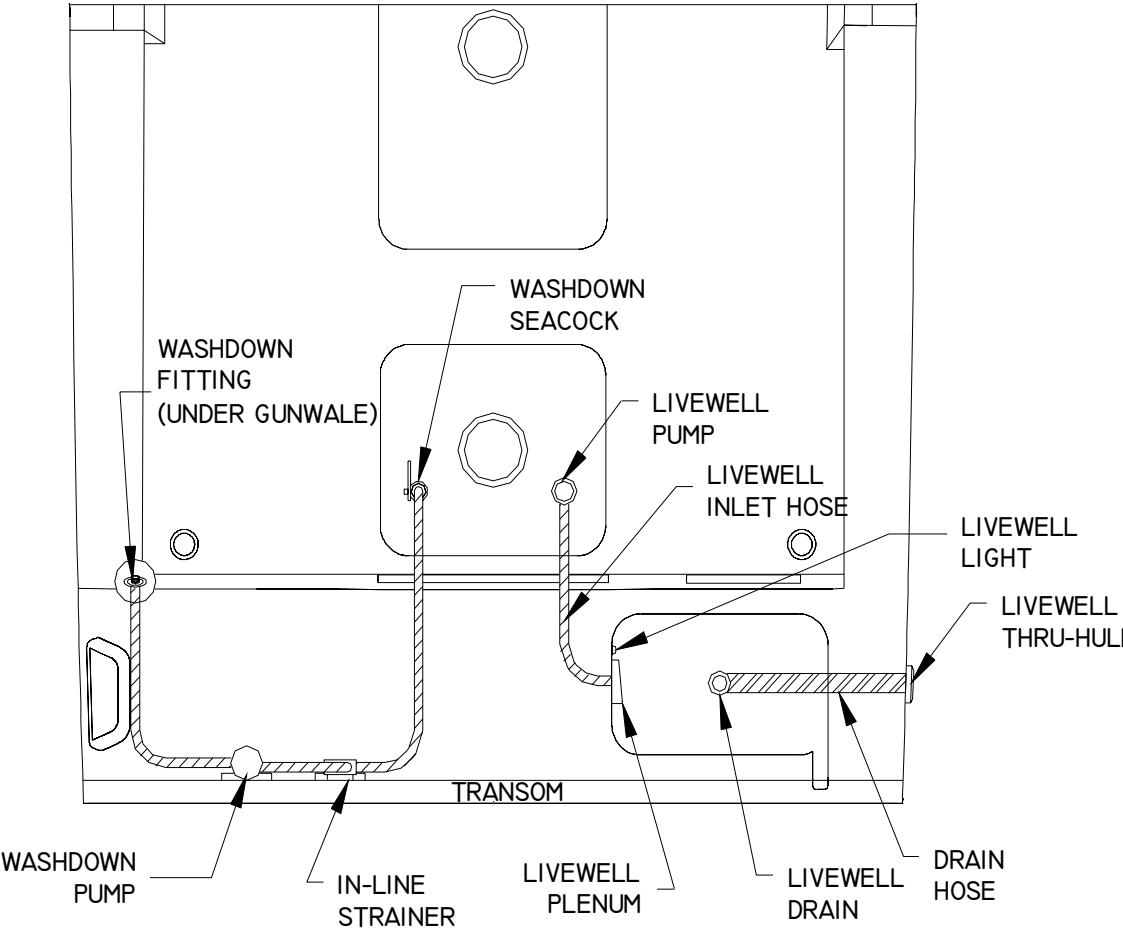 WASHDOWN
SEACOCK
WASHDOWN
FITTING
(UNDER GUNWALE)
LIVEWELL
PUMP
LIVEWELL
INLET HOSE
LIVEWELL
LIGHT
LIVEWELL
THRU-HULL
TRANSOM
WASHDOWN
PUMP
IN-LINE
STRAINER
LIVEWELL
PLENUM
LIVEWELL
DRAIN
DRAIN
HOSE